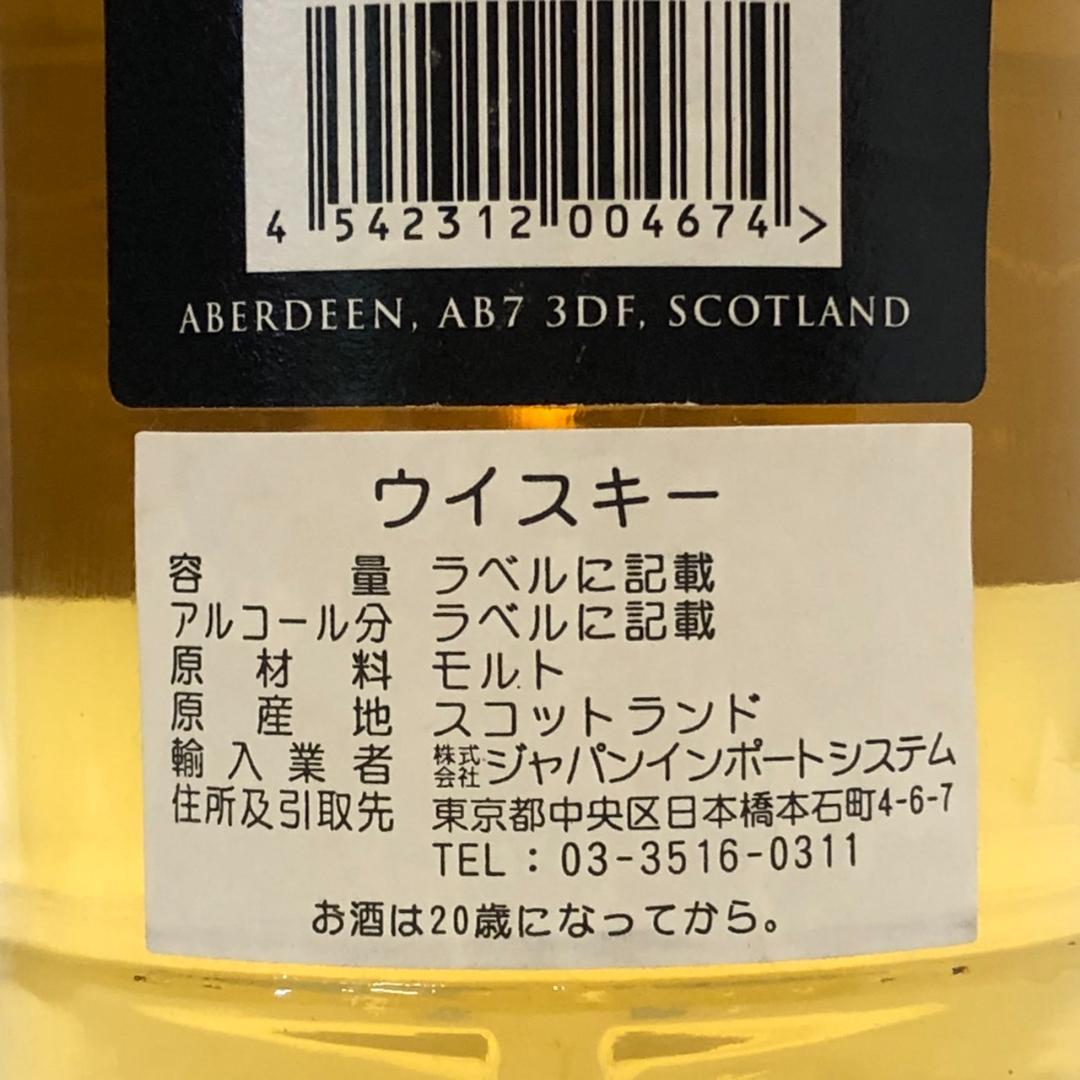 4 542312 004674 >
ABERDEEN, AB7 3DF, SCOTLAND
ウイスキー
容量 ラベルに記載
アルコール分 ラベルに記載
原材料 モルト
原産地 スコットランド
輸入業者 株式会社ジャパンインポートシステム
住所及引取先 東京都中央区日本橋本石町4-6-7
TEL : 03-3516-0311
お酒は20歳になってから。